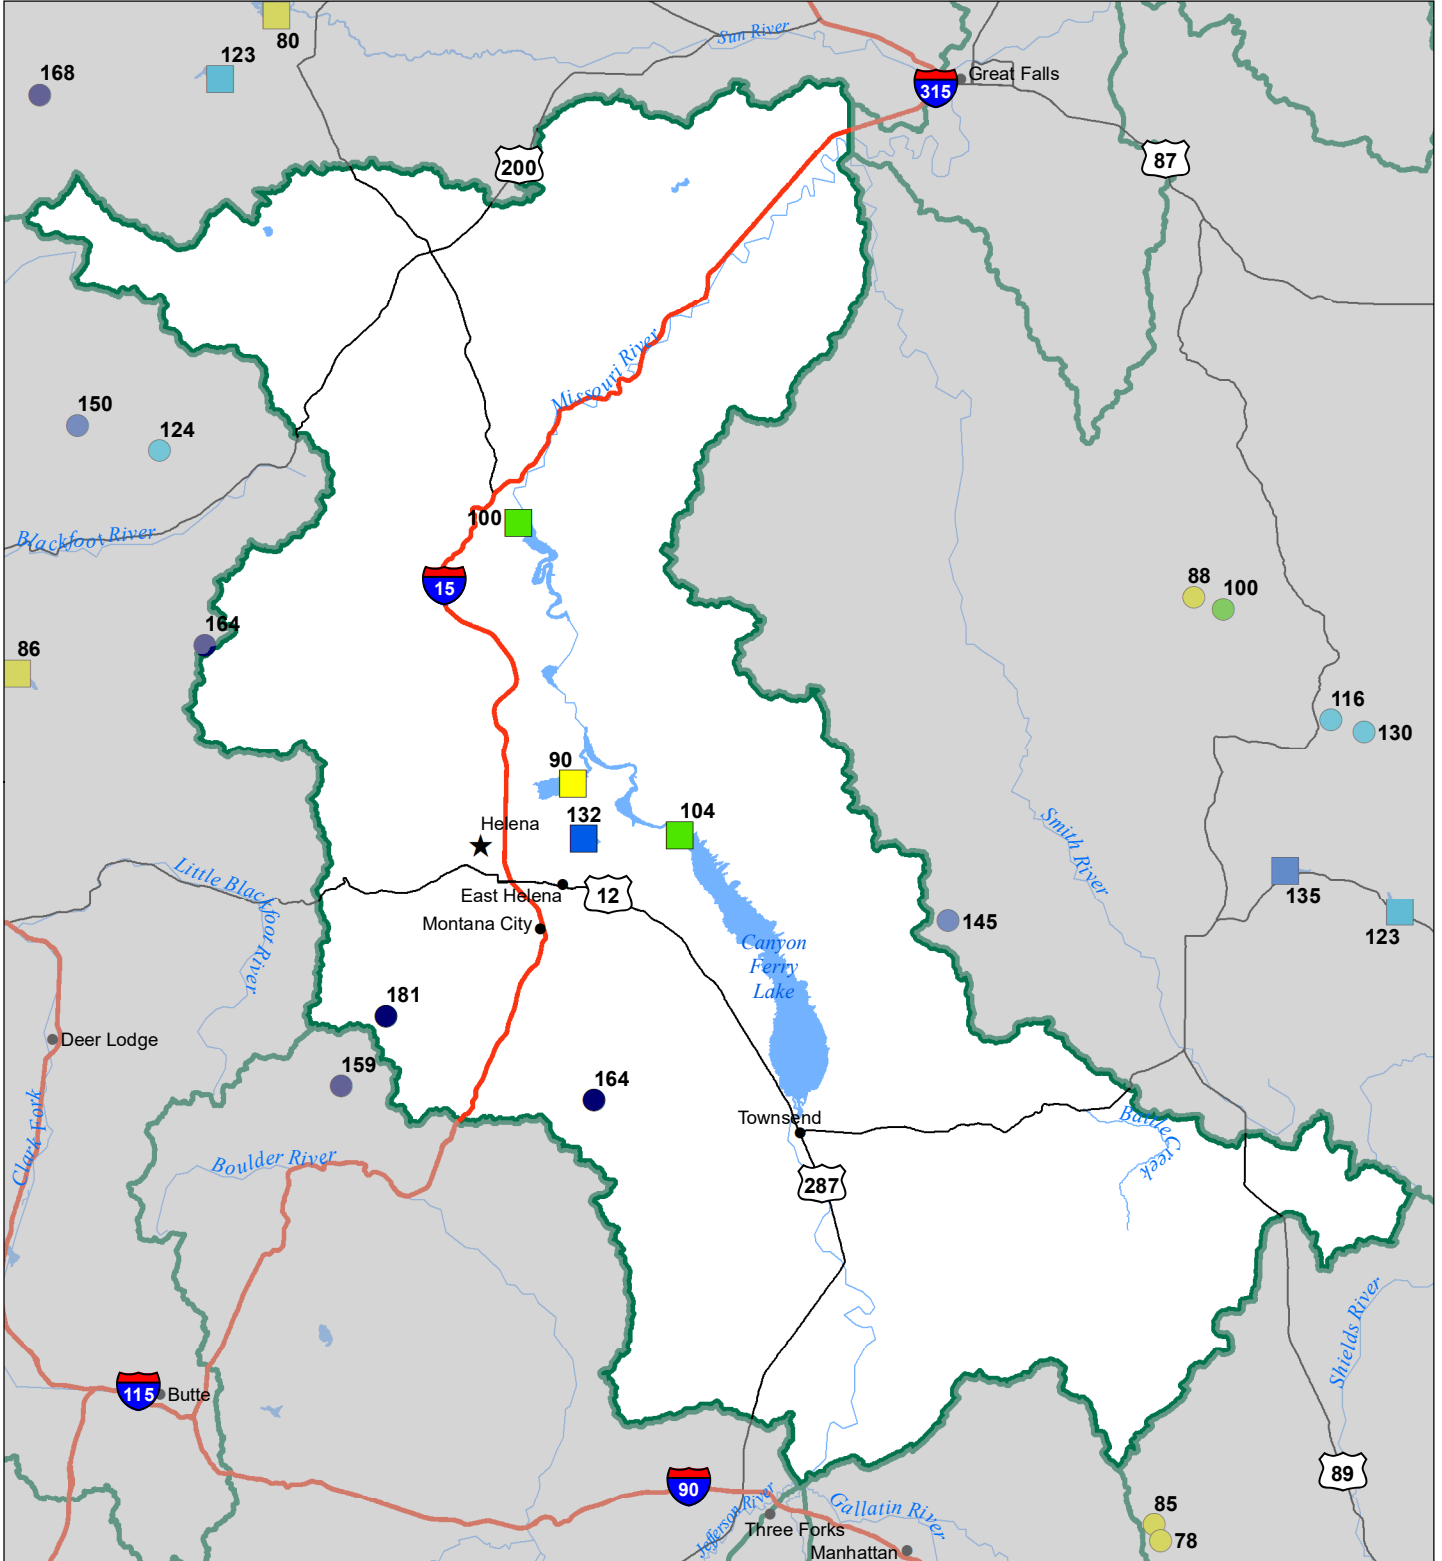 80
123
168
Sun River
Great Falls
315
200
87
Missouri River
150
124
Blackfoot River
100
15
88
100
164
86
116
130
90
132
104
Helena
Smith River
Little Blackfoot River
East Helena
12
135
123
Montana City
145
Canyon
Ferry
Lake
181
Deer Lodge
159
164
Clark Fork
Townsend
Battle Creek
Boulder River
287
Shields River
115
Butte
90
89
Jefferson River
Gallatin River
85
78
Three Forks
Manhattan